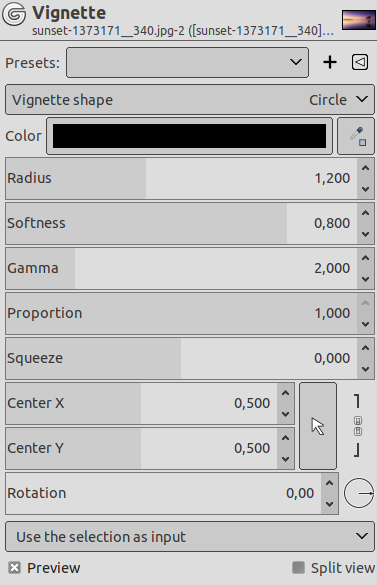 Vignette
sunset-1373171__340.jpg-2 ([sunset-1373171__340]...
Presets:
Vignette shape Circle
Color
Radius 1,200
Softness 0,800
Gamma 2,000
Proportion 1,000
Squeeze 0,000
Center X 0,500
Center Y 0,500
Rotation 0,00
Use the selection as input
Preview Split view